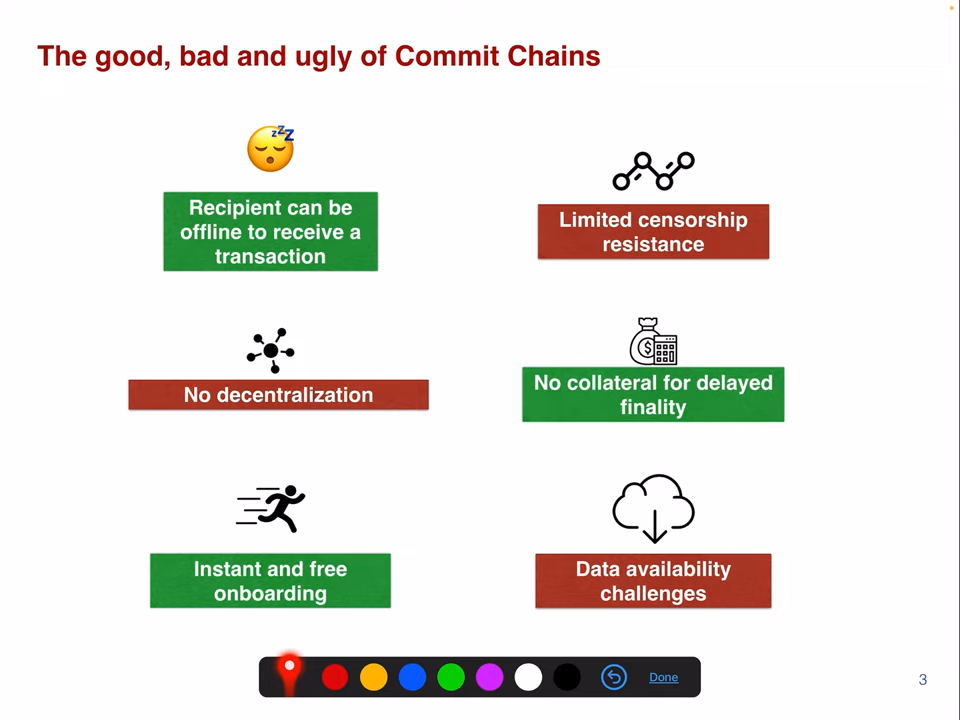 The good, bad and ugly of Commit Chains
zzZ
Recipient can be
offline to receive a
transaction
Limited censorship
resistance
No decentralization
$
No collateral for delayed
finality
Instant and free
onboarding
Data availability
challenges
Done
3